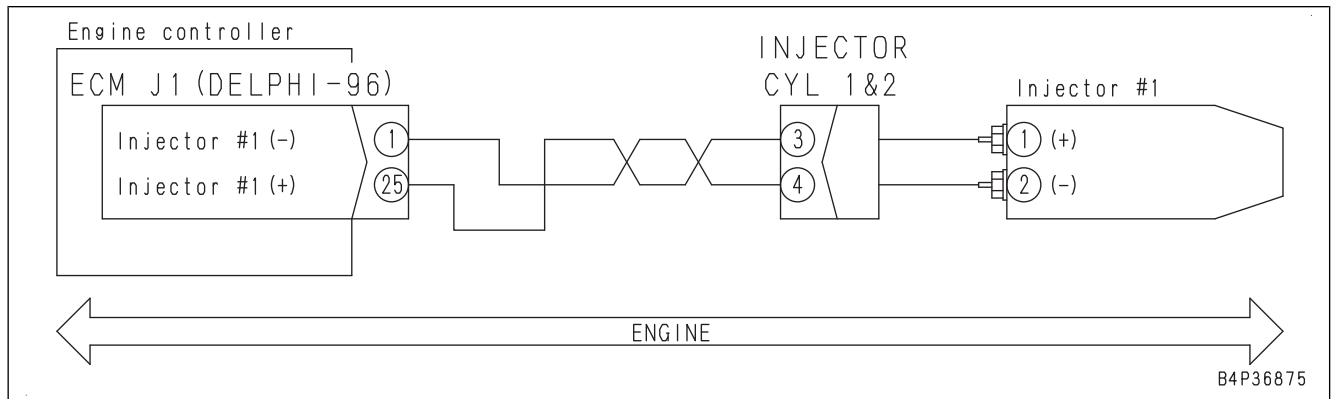 Engine controller
ECM J1(DELPHI-96)
INJECTOR
CYL 1&2
Injector #1
Injector #1(-)
1
3
1
(+)
Injector #1(+)
25
4
2
(-)
ENGINE
B4P36875